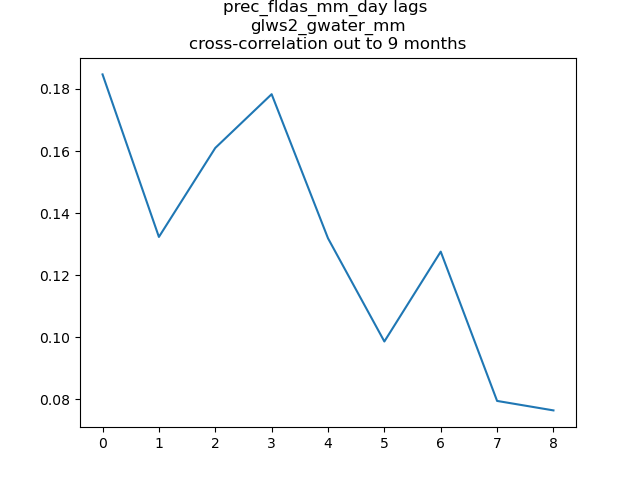 prec_fldas_mm_day lags
glws2_gwater_mm
cross-correlation out to 9 months
0.18
0.16
0.14
0.12
0.10
0.08
0 1 2 3 4 5 6 7 8